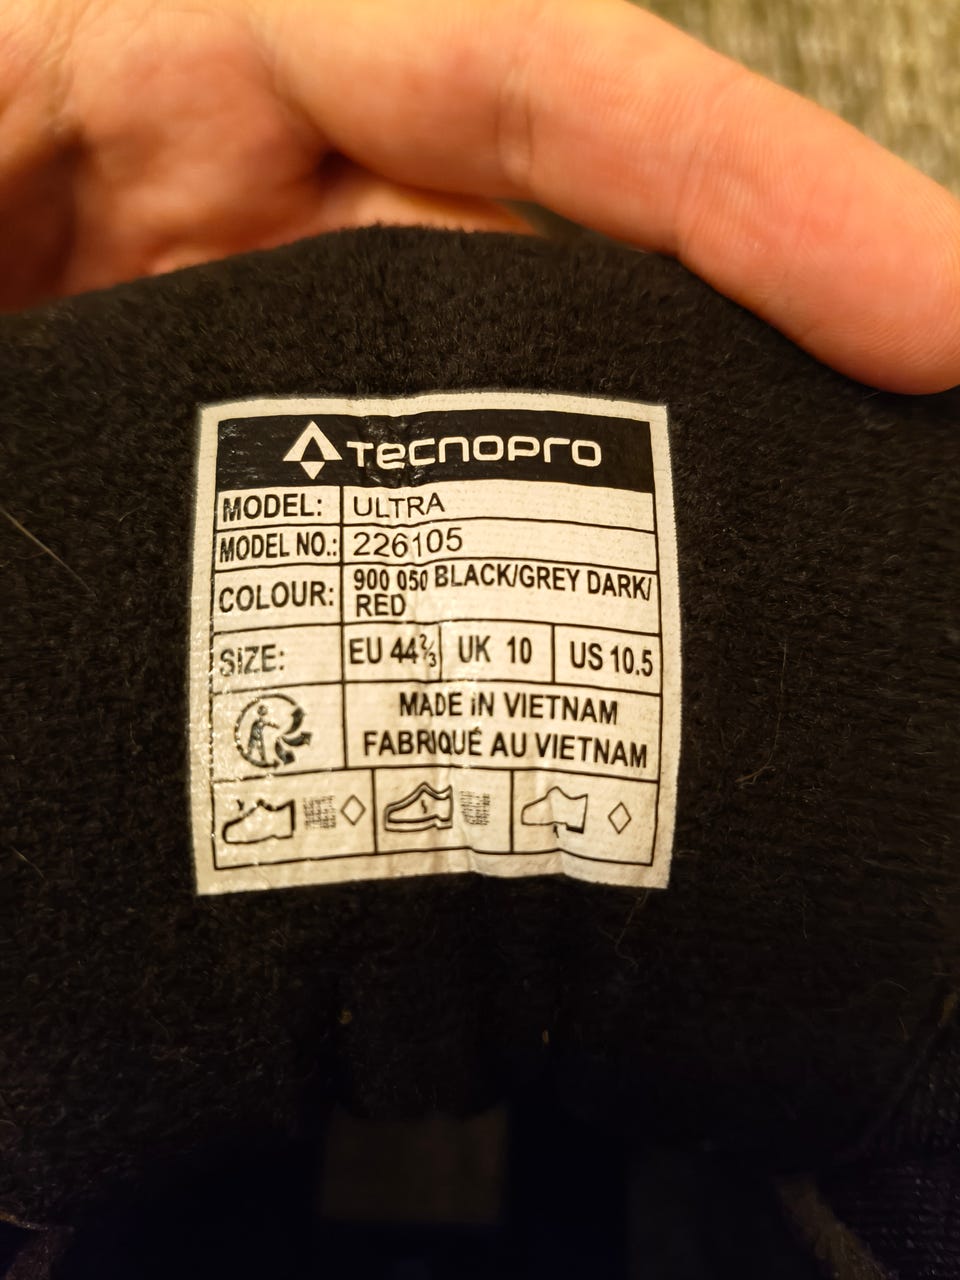 TECNOPRO
MODEL: ULTRA
MODEL NO.: 226105
COLOUR: 900 050 BLACK/GREY DARK/
RED
SIZE: EU 44⅔ UK 10 US 10.5
MADE IN VIETNAM
FABRIQUÉ AU VIETNAM